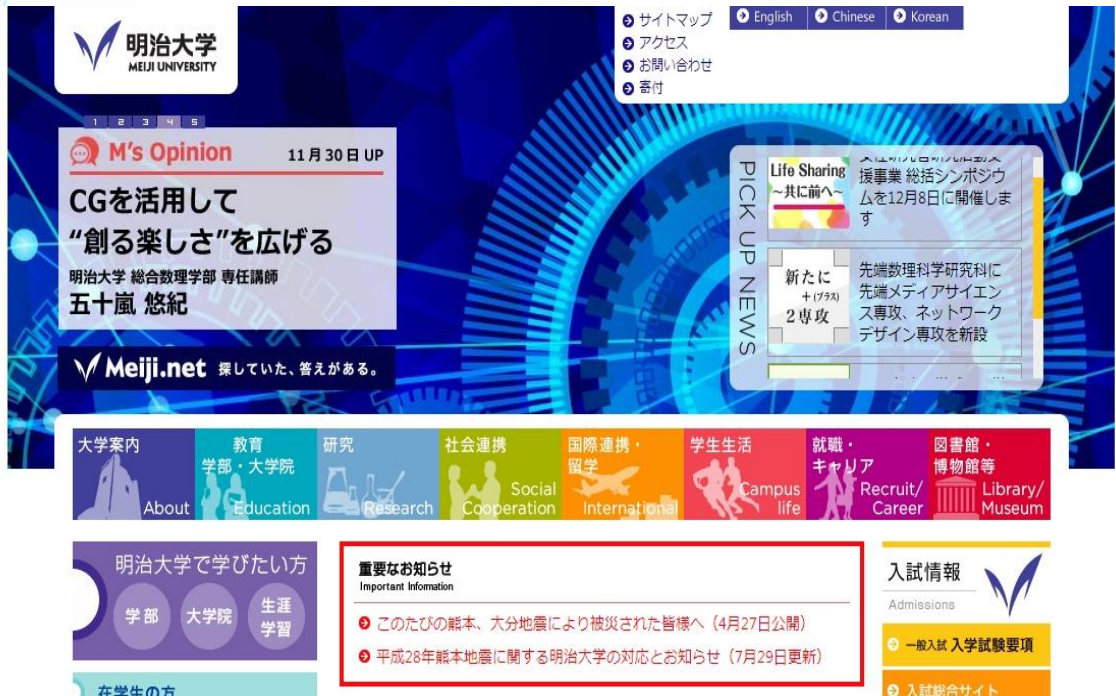 明治大学
MEIJI UNIVERSITY
サイトマップ
アクセス
お問い合わせ
寄付
English
Chinese
Korean
1 2 3 4 5
M's Opinion
11月30日 UP
CGを活用して
“創る楽しさ”を広げる
明治大学 総合数理学部 専任講師
五十嵐 悠紀
Meiji.net 探していた、答えがある。
PICK UP NEWS
Life Sharing
～共に前へ～
援事業 総括シンポジウ
ムを12月8日に開催しま
す
新たに
+(プラス)
2専攻
先端数理科学研究科に
先端メディアサイエン
ス専攻、ネットワーク
デザイン専攻を新設
大学案内
About
教育
学部・大学院
Education
研究
Research
社会連携
Social
Cooperation
国際連携・
留学
International
学生生活
Campus
life
就職・
キャリア
Recruit/
Career
図書館・
博物館等
Library/
Museum
明治大学で学びたい方
学部
大学院
生涯
学習
在学生の方
重要なお知らせ
Important Information
このたびの熊本、大分地震により被災された皆様へ（4月27日公開）
平成28年熊本地震に関する明治大学の対応とお知らせ（7月29日更新）
入試情報
Admissions
一般入試 入学試験要項
入試総合サイト